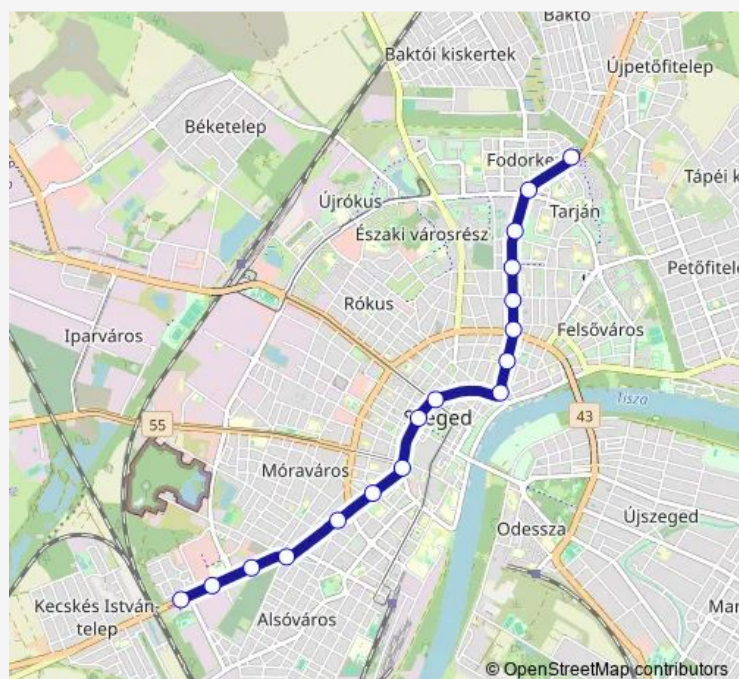 Baktó
Baktói kiskertek
Újpetőfitelep
Béketelep
Fodorke
Tápéi k
Újrókus
Tarján
Északi városrész
Petőfitele
Rókus
Iparváros
Felsőváros
Tisza
55
Szeged
43
Móraváros
Odessza
Újszeged
Kecskés István-
telep
Alsóváros
Mar
© OpenStreetMap contributors